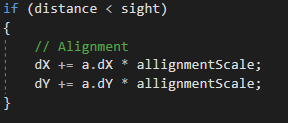 if (distance < sight)
{
// Alignment
dX += a.dX * allignmentScale;
dY += a.dY * allignmentScale;
}